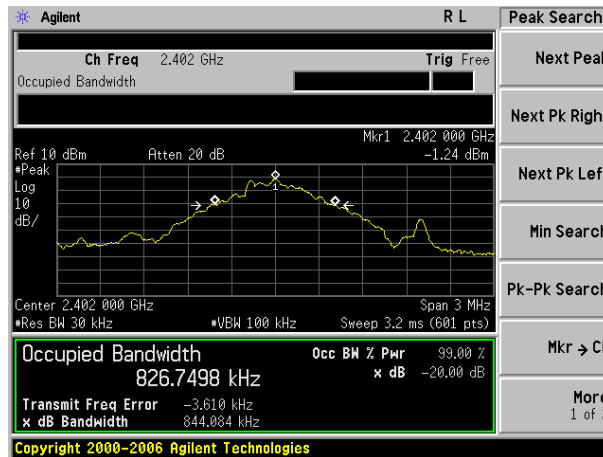 Agilent R L Peak Search
Ch Freq 2.402 GHz Trig Free
Occupied Bandwidth
Next Peak
Next Pk Righ
Mkr1 2.402 000 GHz
Ref 10 dBm Atten 20 dB -1.24 dBm
#Peak
Log
10
dB/
1
Next Pk Lef
Min Search
Pk-Pk Search
Center 2.402 000 GHz Span 3 MHz
#Res BW 30 kHz #VBW 100 kHz Sweep 3.2 ms (601 pts)
Occupied Bandwidth Occ BW % Pwr 99.00 %
826.7498 kHz x dB -20.00 dB
Mkr → C
Transmit Freq Error -3.610 kHz
x dB Bandwidth 844.084 kHz
More
1 of
Copyright 2000-2006 Agilent Technologies